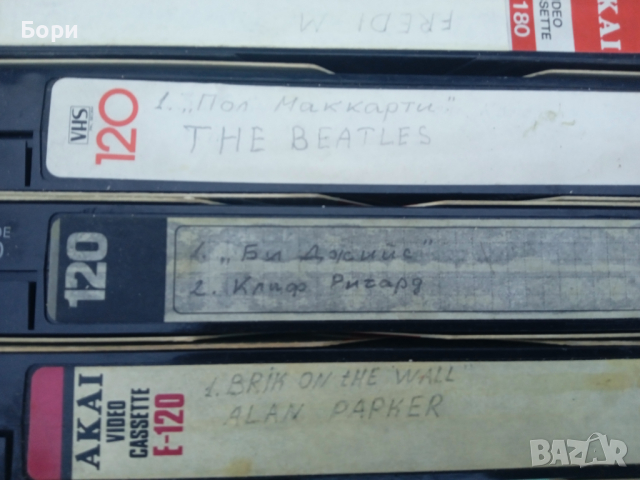 Бори
FREDI M
180
VIDEO
CASSETTE
AKAI
VHS
120
1. „Пол Маккарти"
THE BEATLES
120
1. „Би Джийс"
2. Клиф Ричард
AKAI
VIDEO
CASSETTE
E-120
1. BRIK ON tHE WALL"
ALAN PARKER
BAZAR